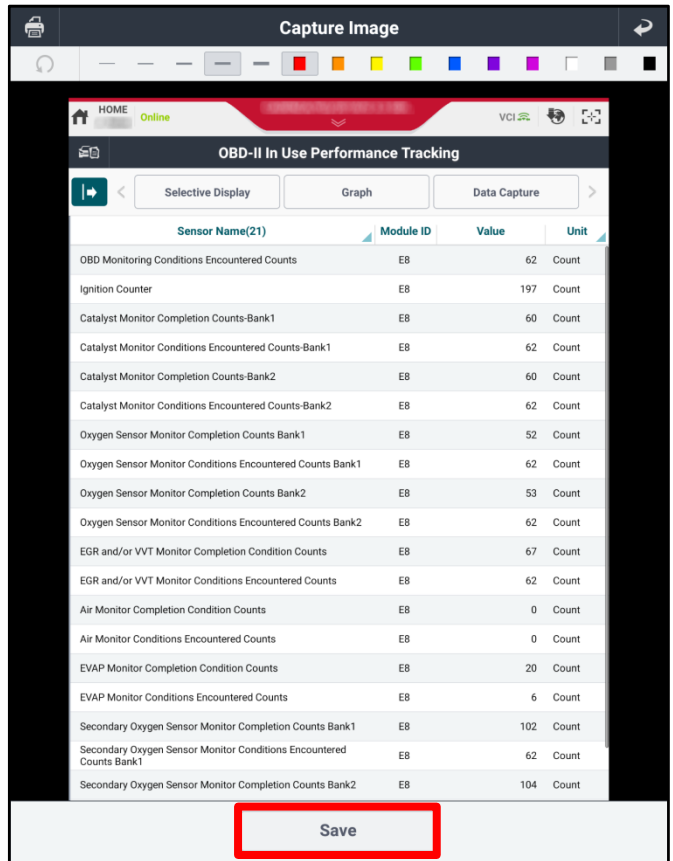 Capture Image
HOME Online VCI
OBD-II In Use Performance Tracking
Selective Display Graph Data Capture
Sensor Name(21) Module ID Value Unit
OBD Monitoring Conditions Encountered Counts E8 62 Count
Ignition Counter E8 197 Count
Catalyst Monitor Completion Counts-Bank1 E8 60 Count
Catalyst Monitor Conditions Encountered Counts-Bank1 E8 62 Count
Catalyst Monitor Completion Counts-Bank2 E8 60 Count
Catalyst Monitor Conditions Encountered Counts-Bank2 E8 62 Count
Oxygen Sensor Monitor Completion Counts Bank1 E8 52 Count
Oxygen Sensor Monitor Conditions Encountered Counts Bank1 E8 62 Count
Oxygen Sensor Monitor Completion Counts Bank2 E8 53 Count
Oxygen Sensor Monitor Conditions Encountered Counts Bank2 E8 62 Count
EGR and/or VVT Monitor Completion Condition Counts E8 67 Count
EGR and/or VVT Monitor Conditions Encountered Counts E8 62 Count
Air Monitor Completion Condition Counts E8 0 Count
Air Monitor Conditions Encountered Counts E8 0 Count
EVAP Monitor Completion Condition Counts E8 20 Count
EVAP Monitor Conditions Encountered Counts E8 6 Count
Secondary Oxygen Sensor Monitor Completion Counts Bank1 E8 102 Count
Secondary Oxygen Sensor Monitor Conditions Encountered
Counts Bank1 E8 62 Count
Secondary Oxygen Sensor Monitor Completion Counts Bank2 E8 104 Count
Save